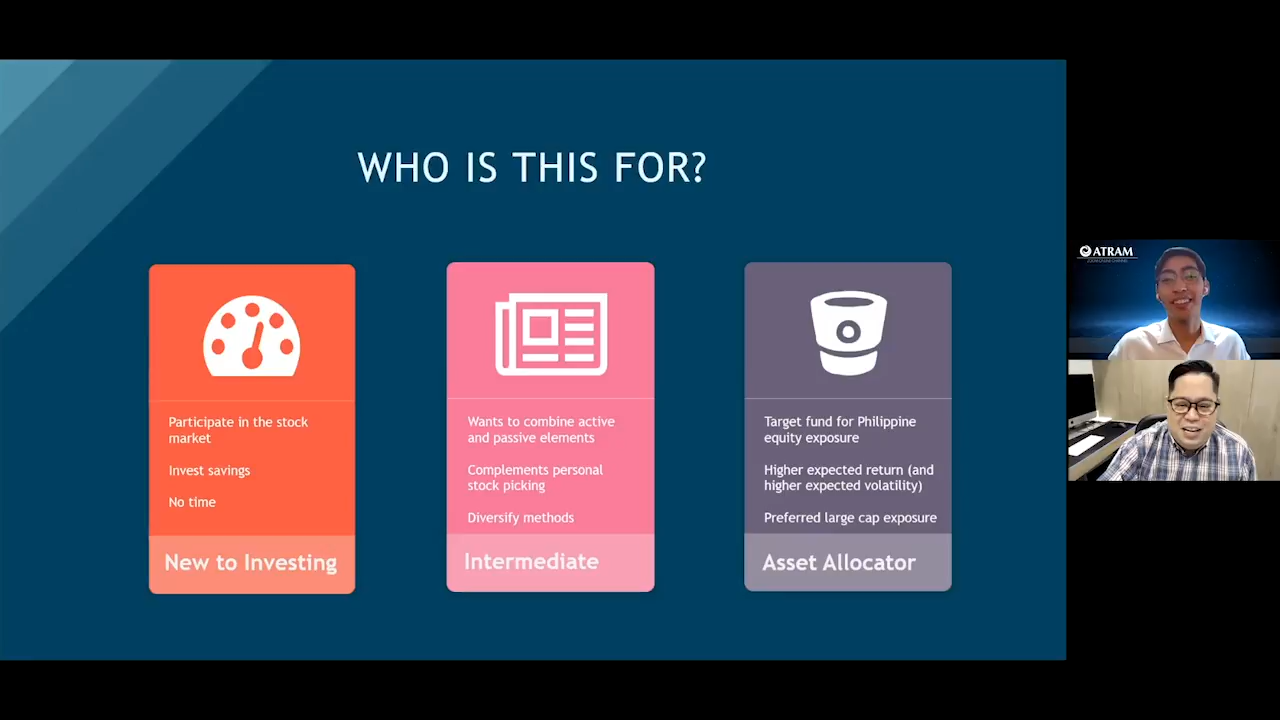 WHO IS THIS FOR?
Participate in the stock
market
Invest savings
No time
New to Investing
Wants to combine active
and passive elements
Complements personal
stock picking
Diversify methods
Intermediate
Target fund for Philippine
equity exposure
Higher expected return (and
higher expected volatility)
Preferred large cap exposure
Asset Allocator
ATRAM